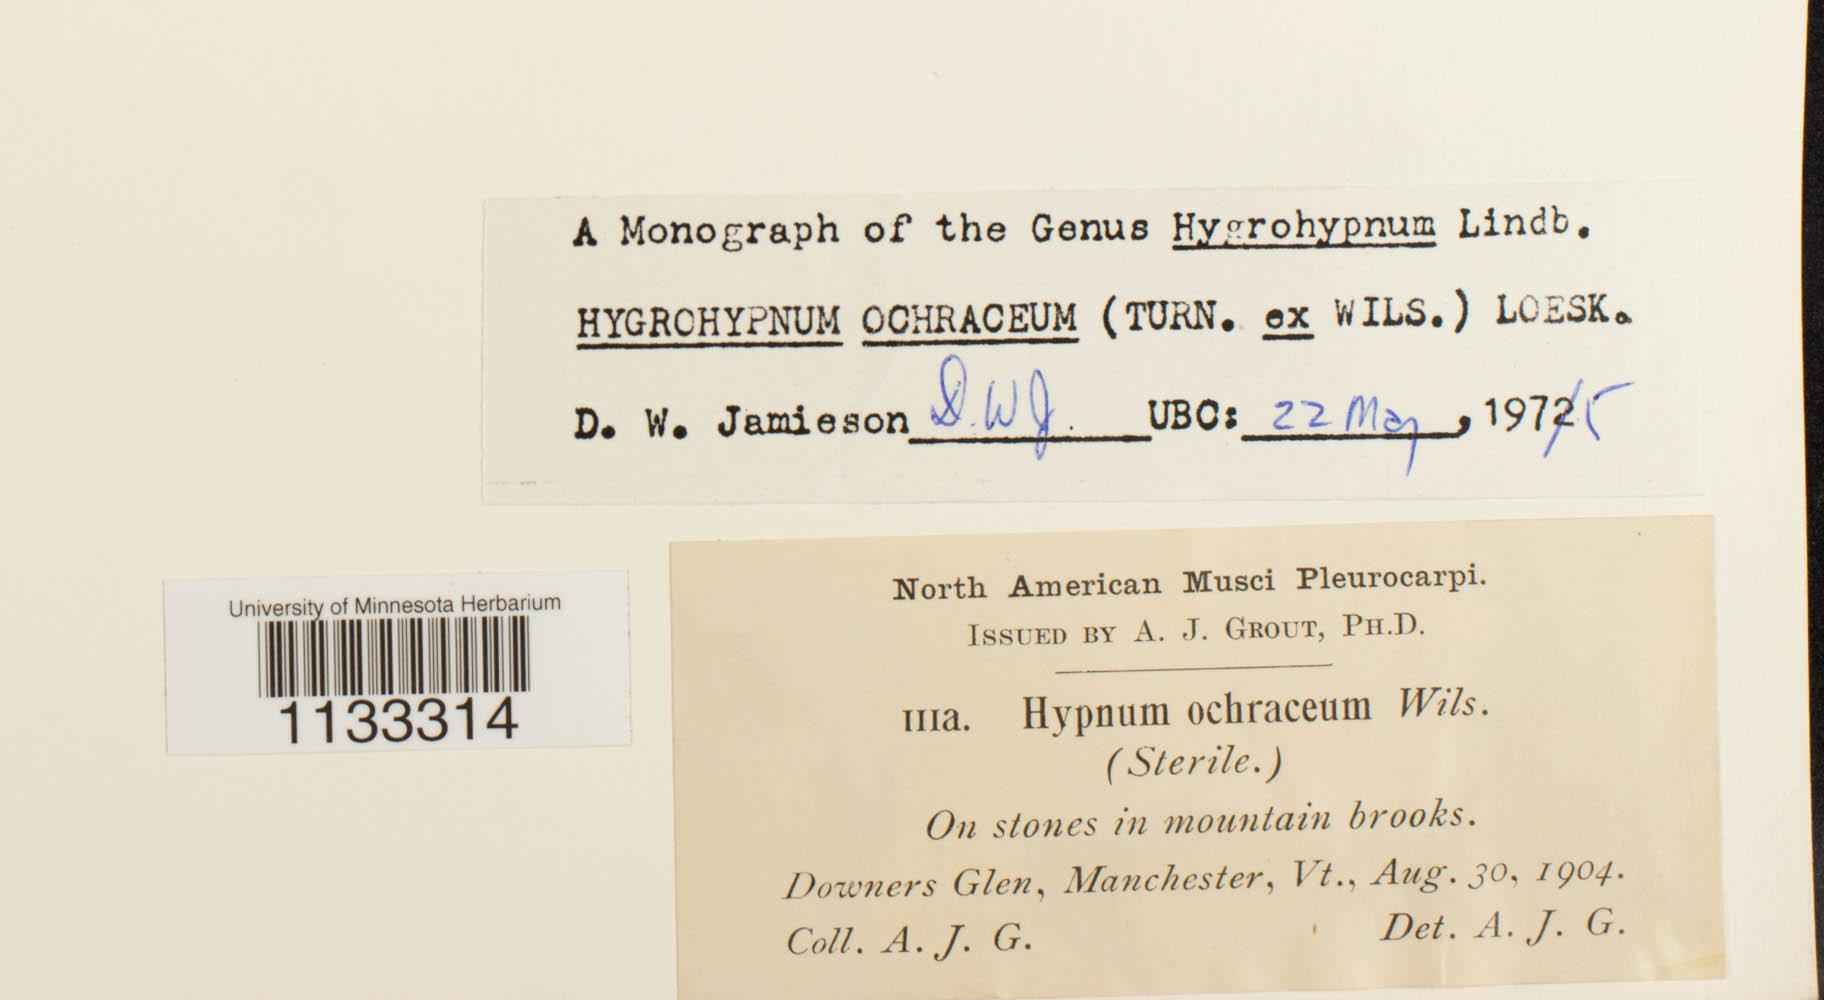 A Monograph of the Genus Hygrohypnum Lindb.
HYGROHYPNUM OCHRACEUM (TURN. ex WILS.) LOESK.
D. W. Jamieson D.W.J. UBC: 22 May, 1972 5
University of Minnesota Herbarium
1133314
North American Musci Pleurocarpi.
ISSUED BY A. J. GROUT, PH.D.
111a. Hypnum ochraceum Wils.
(Sterile.)
On stones in mountain brooks.
Downers Glen, Manchester, Vt., Aug. 30, 1904.
Coll. A. J. G. Det. A. J. G.